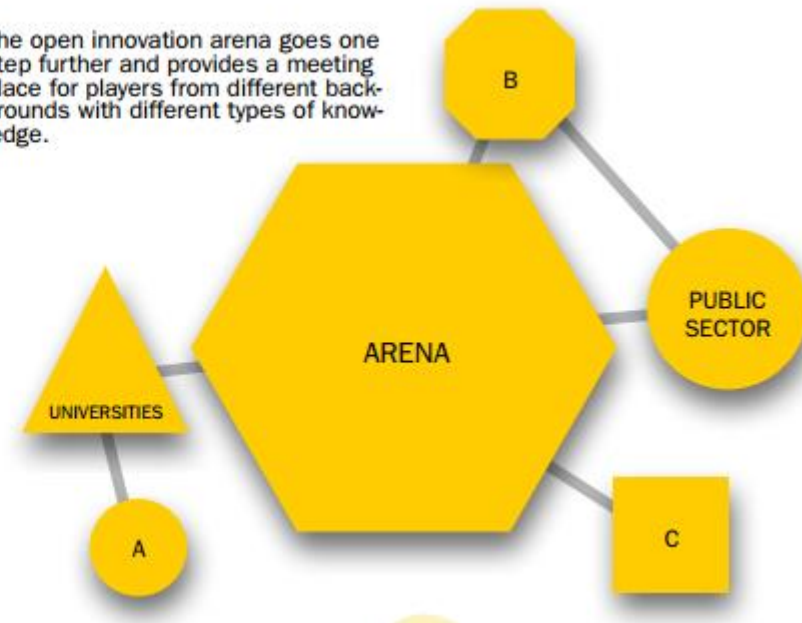 he open innovation arena goes one
tep further and provides a meeting
lace for players from different back-
rounds with different types of know-
edge.
B
PUBLIC
SECTOR
ARENA
UNIVERSITIES
C
A